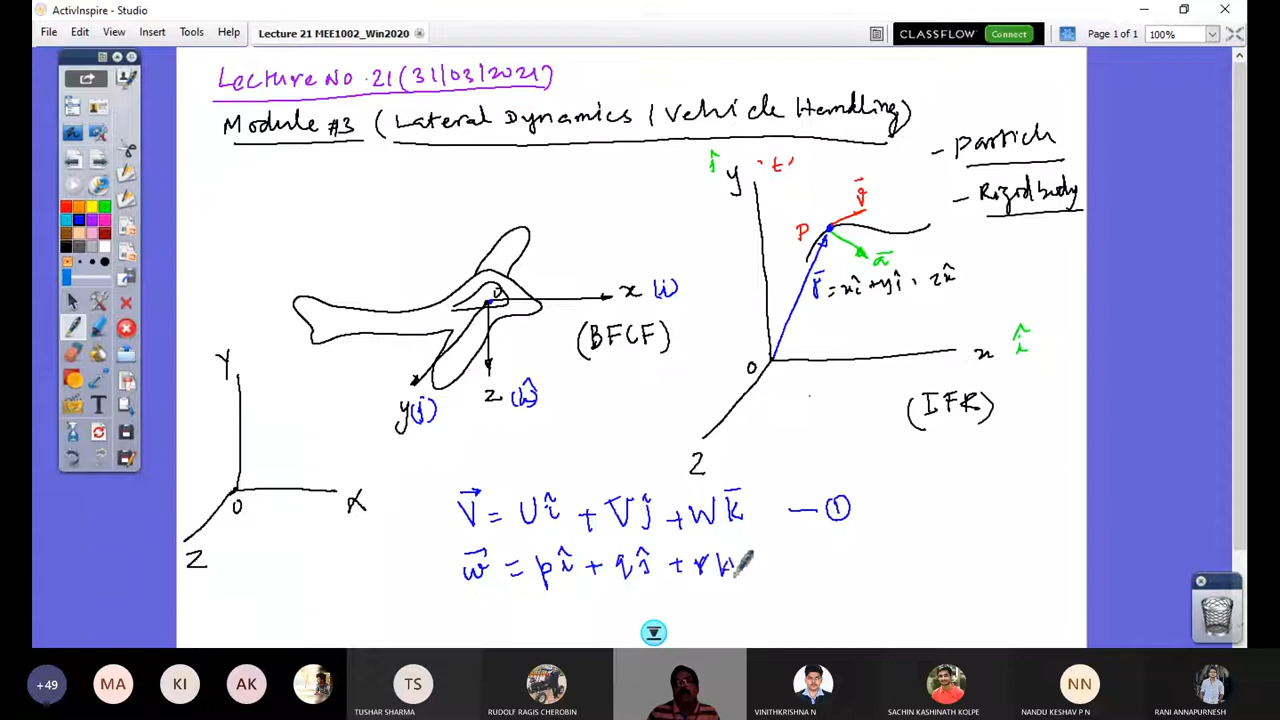 ActivInspire - Studio
File Edit View Insert Tools Help
Lecture 21 MEE1002_Win2020
CLASSFLOW Connect
Page 1 of 1 100%
Lecture No. 21 (31/03/2021)
Module #3 (Lateral Dynamics / Vehicle Handling)
- Particle
- Rigid body
ĵ y 't'
P v̄
ā
r̄ = xî + yĵ + zk̂
O x î
Z
(IFR)
x (i)
(BFCF)
y (j)
z (k̂)
Y
O X
Z
V⃗ = Uî + Vĵ + Wk̄ — ①
ω⃗ = pî + qĵ + rk
+49 MA KI AK TS NN
TUSHAR SHARMA RUDOLF RAGIS CHEROBIN VINITHKRISHNA N SACHIN KASHINATH KOLPE NANDU KESHAV P N RANI ANNAPURNESH